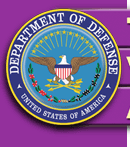 DEPARTMENT OF DEFENSE
UNITED STATES OF AMERICA